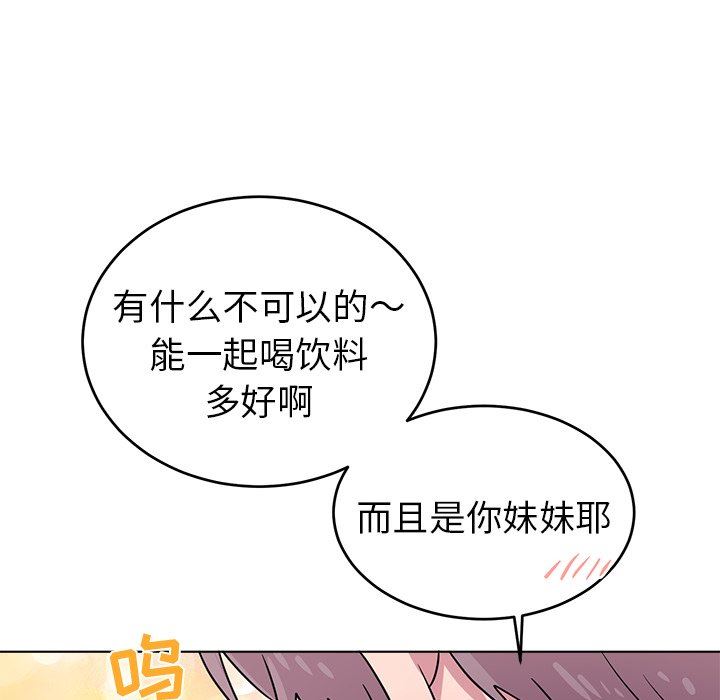 有什么不可以的～
能一起喝饮料
多好啊
而且是你妹妹耶
呜